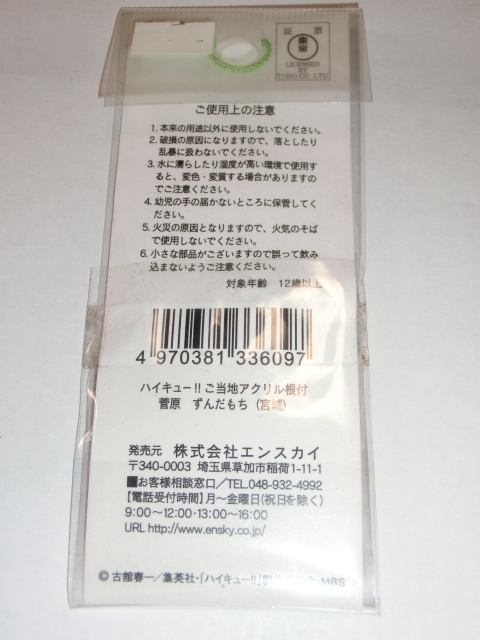 証 票
東宝
LICENSED
BY
TOHO CO.,LTD.
ご使用上の注意
1. 本来の用途以外に使用しないでください。
2. 破損の原因になりますので、落としたり
乱暴に扱わないでください。
3. 水に濡らしたり湿度が高い環境で使用す
ると、変色・変質する場合がありますの
でご注意ください。
4. 幼児の手の届かないところに保管してく
ださい。
5. 火災の原因となりますので、火気のそば
で使用しないでください。
6. 小さな部品がございますので誤って飲み
込まないようご注意ください。
対象年齢 12歳以上
4 970381 336097
ハイキュー!! ご当地アクリル根付
菅原 ずんだもち (宮城)
発売元 株式会社エンスカイ
〒340-0003 埼玉県草加市稲荷1-11-1
■お客様相談窓口/TEL.048-932-4992
【電話受付時間】月~金曜日(祝日を除く)
9:00~12:00・13:00~16:00
URL http://www.ensky.co.jp/
© 古舘春一/集英社・「ハイキュー!!」製作委員会・MBS